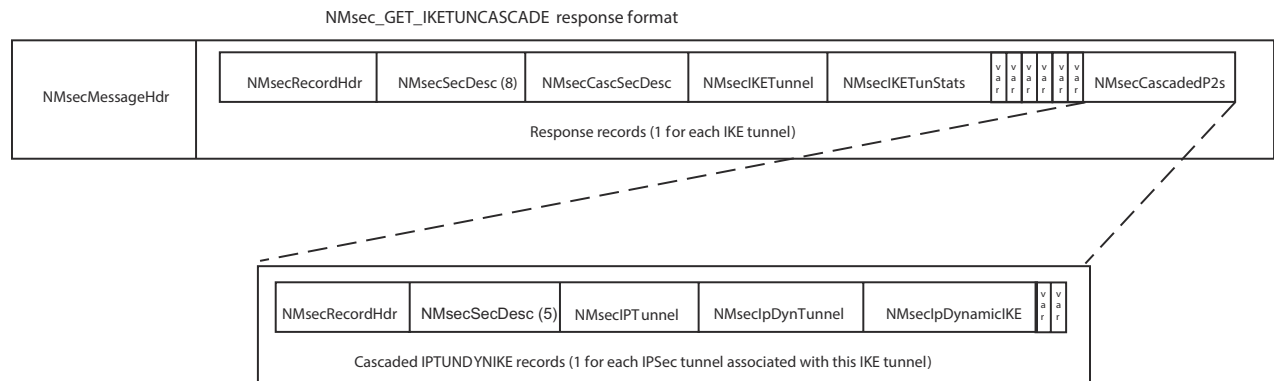 NMsec_GET_IKETUNCASCADE response format
NMsecMessageHdr
NMsecRecordHdr
NMsecSecDesc (8)
NMsecCascSecDesc
NMsecIKETunnel
NMsecIKETunStats
var
var
var
var
var
var
NMsecCascadedP2s
Response records (1 for each IKE tunnel)
NMsecRecordHdr
NMsecSecDesc (5)
NMsecIPTunnel
NMsecIpDynTunnel
NMsecIpDynamicIKE
var
var
Cascaded IPTUNDYNIKE records (1 for each IPSec tunnel associated with this IKE tunnel)